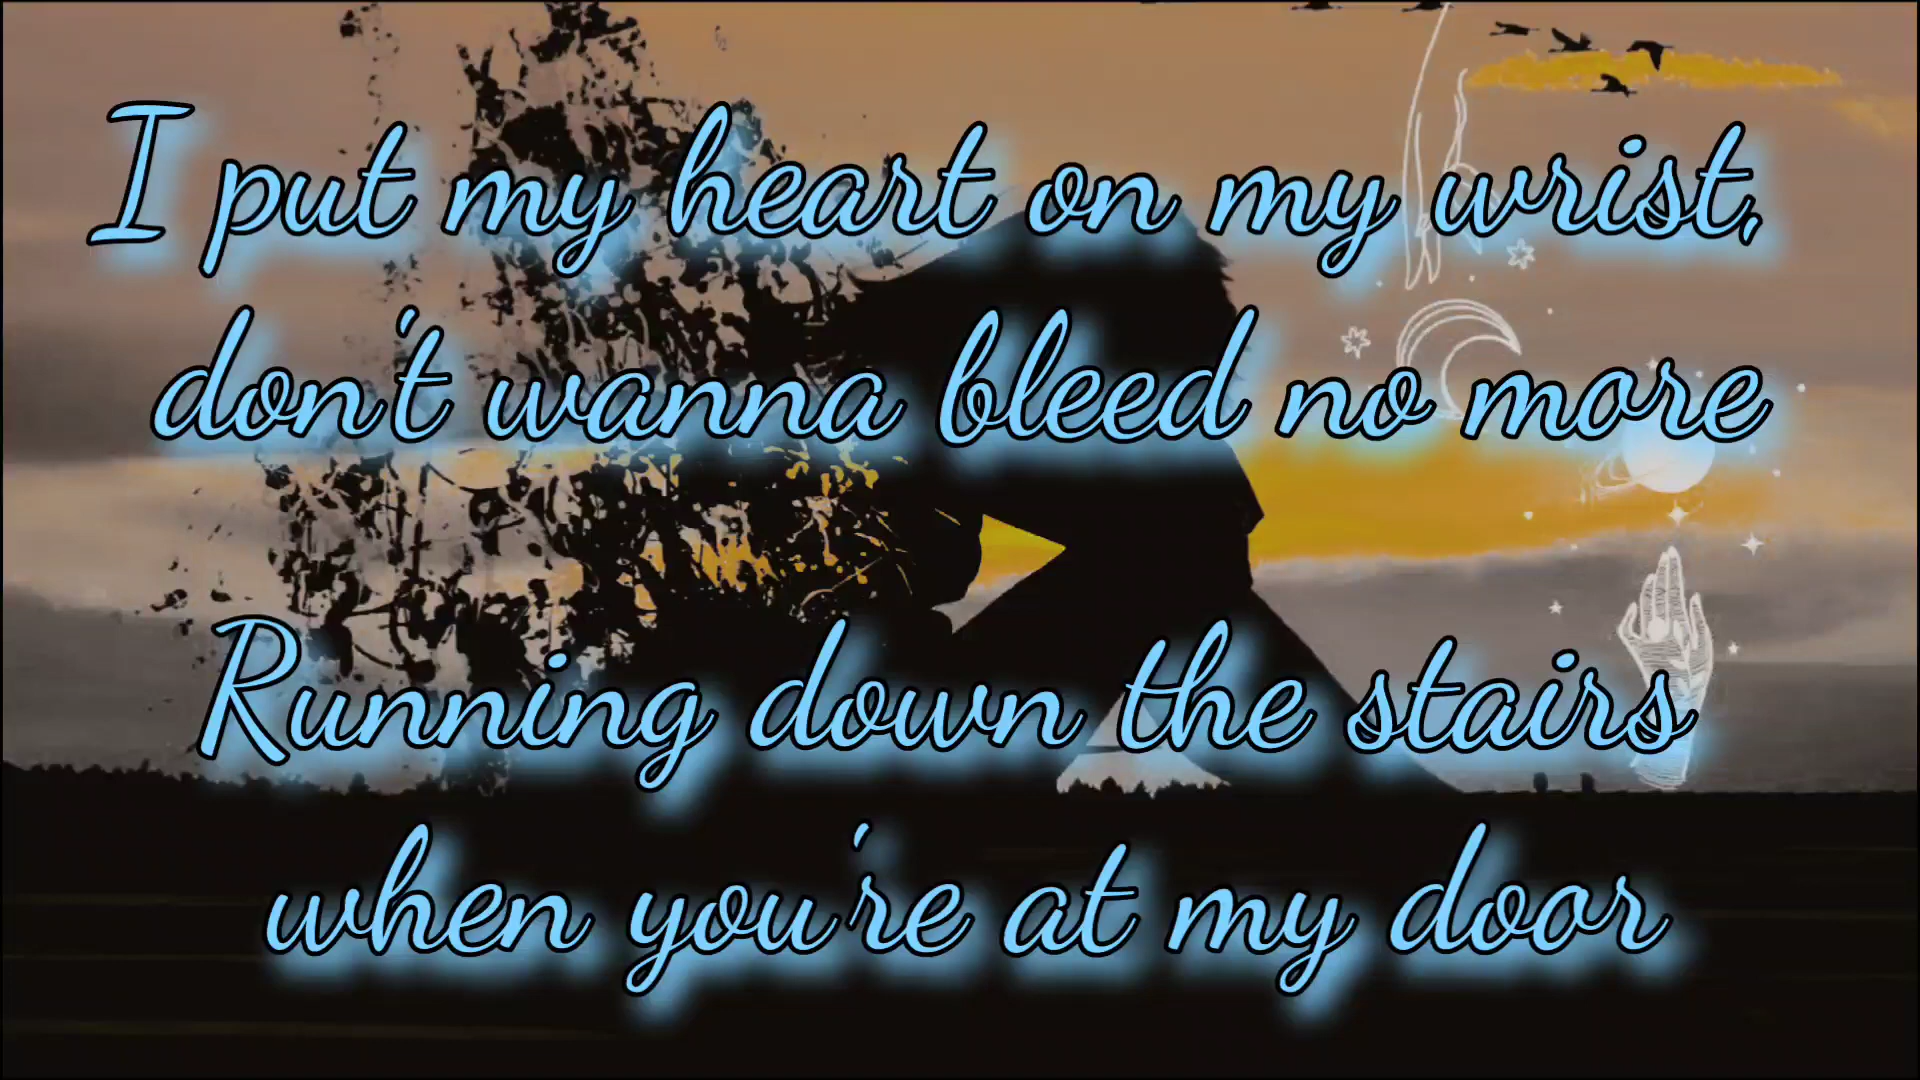 I put my heart on my wrist,
don't wanna bleed no more
Running down the stairs
when you're at my door